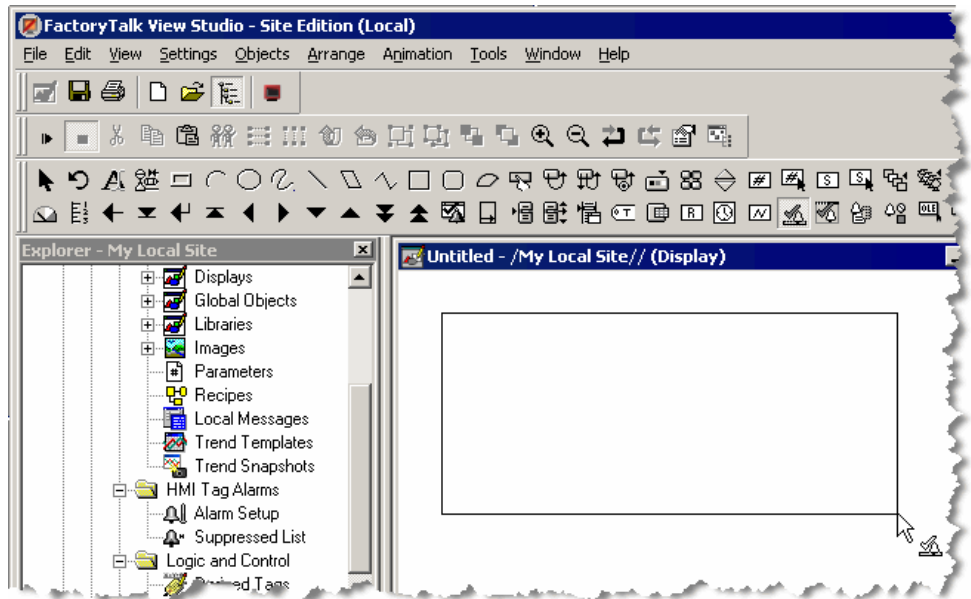 FactoryTalk View Studio - Site Edition (Local)
File Edit View Settings Objects Arrange Animation Tools Window Help
Explorer - My Local Site
Untitled - /My Local Site// (Display)
Displays
Global Objects
Libraries
Images
Parameters
Recipes
Local Messages
Trend Templates
Trend Snapshots
HMI Tag Alarms
Alarm Setup
Suppressed List
Logic and Control
Derived Tags